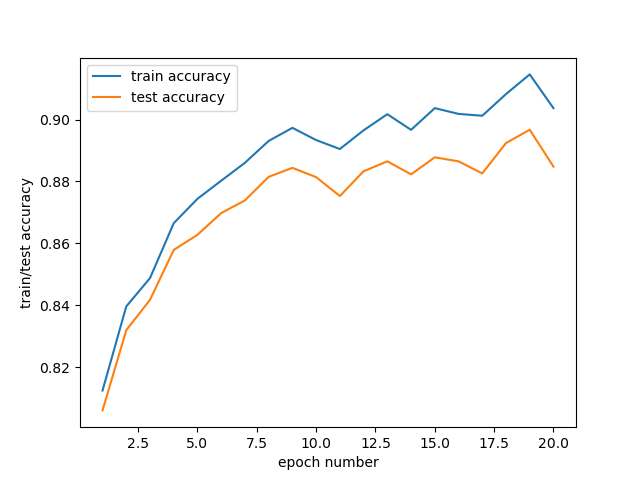 train accuracy
test accuracy
0.90
0.88
0.86
0.84
0.82
train/test accuracy
2.5 5.0 7.5 10.0 12.5 15.0 17.5 20.0
epoch number